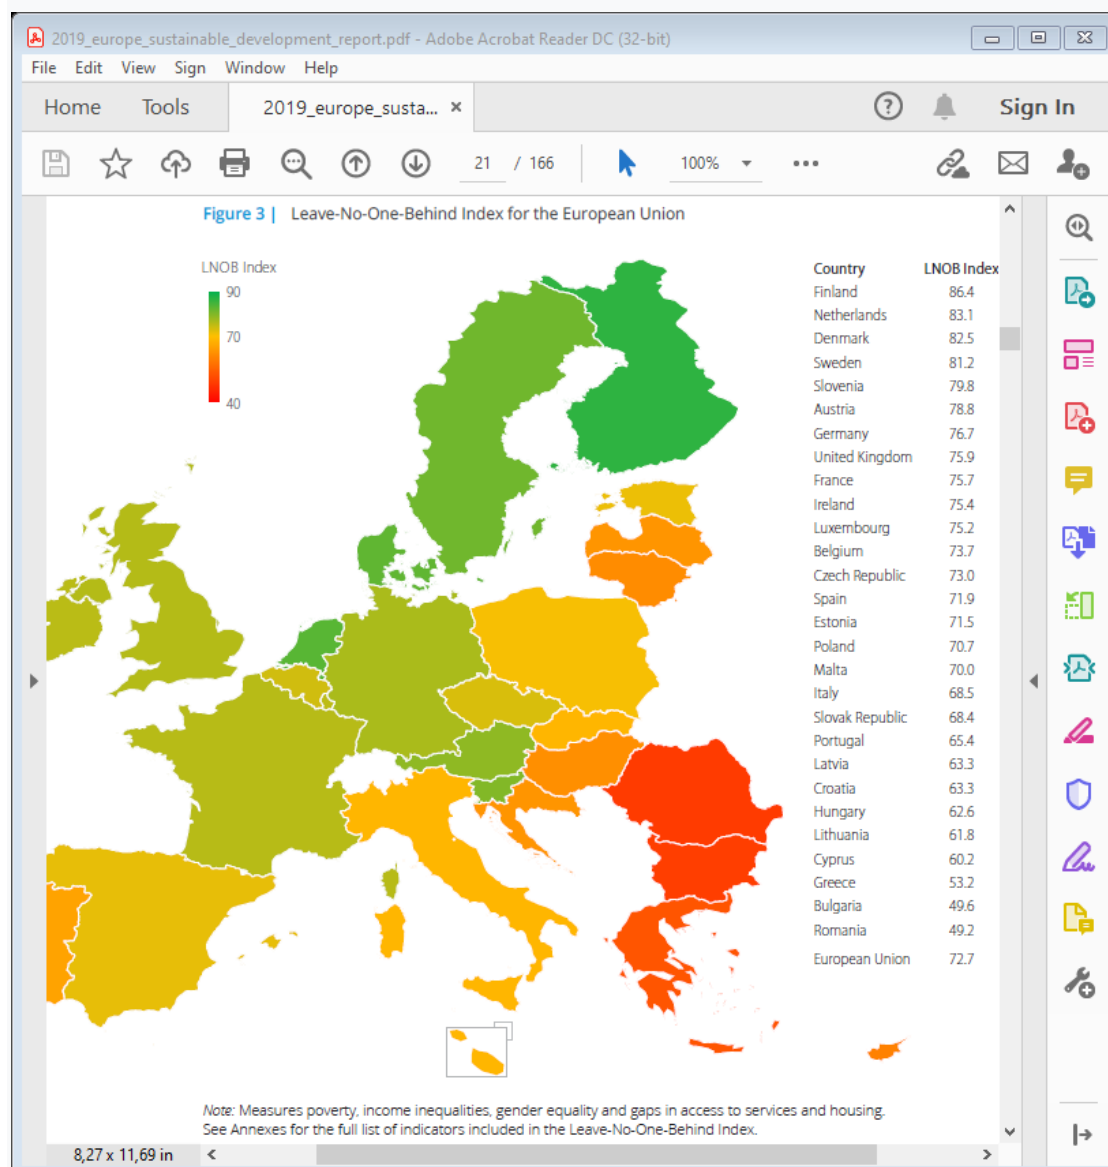 2019_europe_sustainable_development_report.pdf - Adobe Acrobat Reader DC (32-bit)
File Edit View Sign Window Help
Home Tools 2019_europe_susta... × Sign In
21 / 166 100%
Figure 3 | Leave-No-One-Behind Index for the European Union
LNOB Index
90
70
40
Country LNOB Index
Finland 86.4
Netherlands 83.1
Denmark 82.5
Sweden 81.2
Slovenia 79.8
Austria 78.8
Germany 76.7
United Kingdom 75.9
France 75.7
Ireland 75.4
Luxembourg 75.2
Belgium 73.7
Czech Republic 73.0
Spain 71.9
Estonia 71.5
Poland 70.7
Malta 70.0
Italy 68.5
Slovak Republic 68.4
Portugal 65.4
Latvia 63.3
Croatia 63.3
Hungary 62.6
Lithuania 61.8
Cyprus 60.2
Greece 53.2
Bulgaria 49.6
Romania 49.2
European Union 72.7
Note: Measures poverty, income inequalities, gender equality and gaps in access to services and housing.
See Annexes for the full list of indicators included in the Leave-No-One-Behind Index.
8,27 x 11,69 in